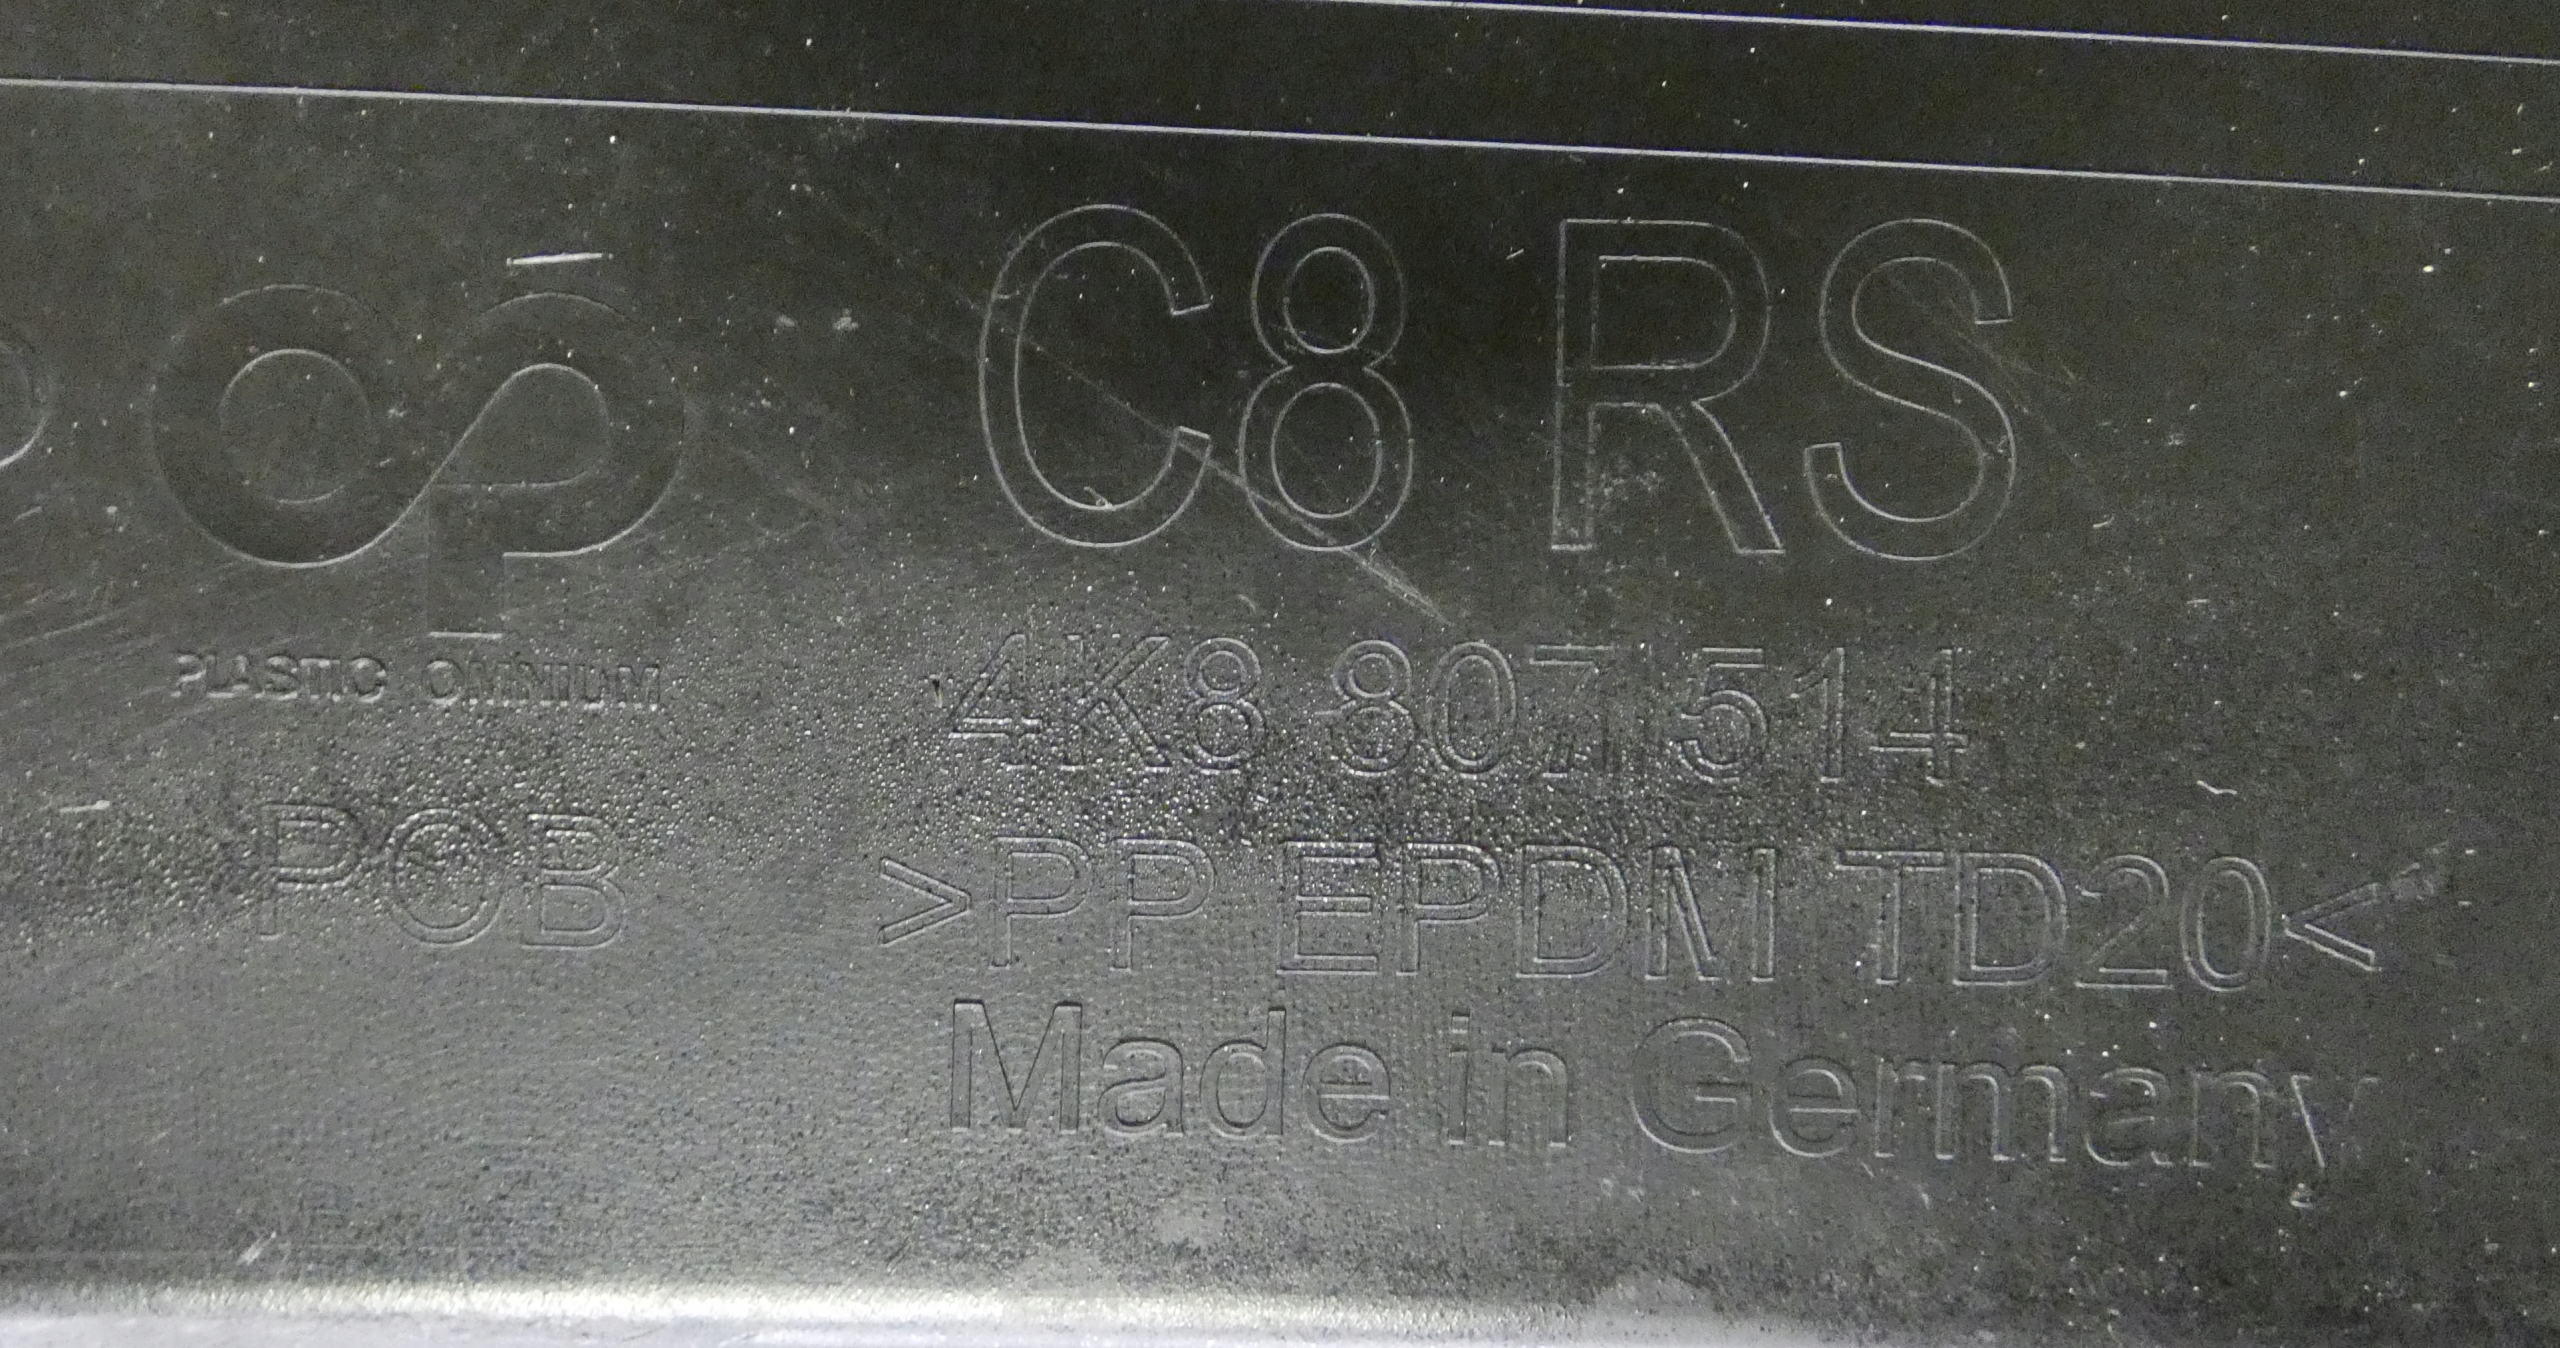 C8 RS
PLASTIC OMNIUM
4K8 807 514
POB
>PP EPDM TD20<
Made in Germany